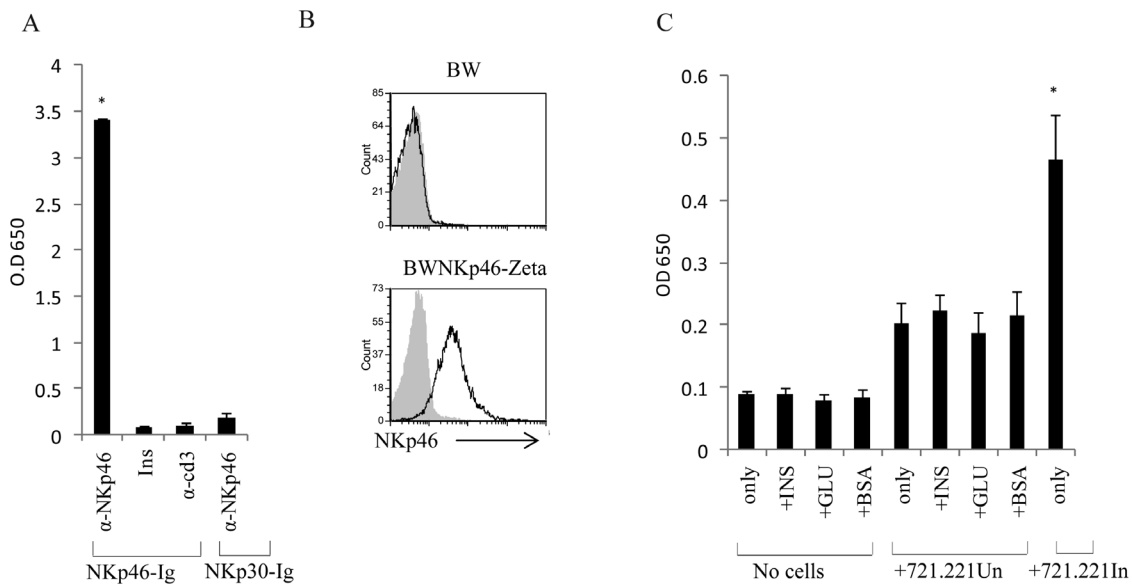 A
O.D 650
4
3.5
3
2.5
2
1.5
1
0.5
0
*
α-NKp46
Ins
α-cd3
α-NKp46
NKp46-Ig
NKp30-Ig
B
BW
Count
85
64
43
21
0
BWNKp46-Zeta
Count
73
55
37
18
0
NKp46
C
OD 650
0.6
0.5
0.4
0.3
0.2
0.1
0
*
only
+INS
+GLU
+BSA
only
+INS
+GLU
+BSA
only
No cells
+721.221Un
+721.221In